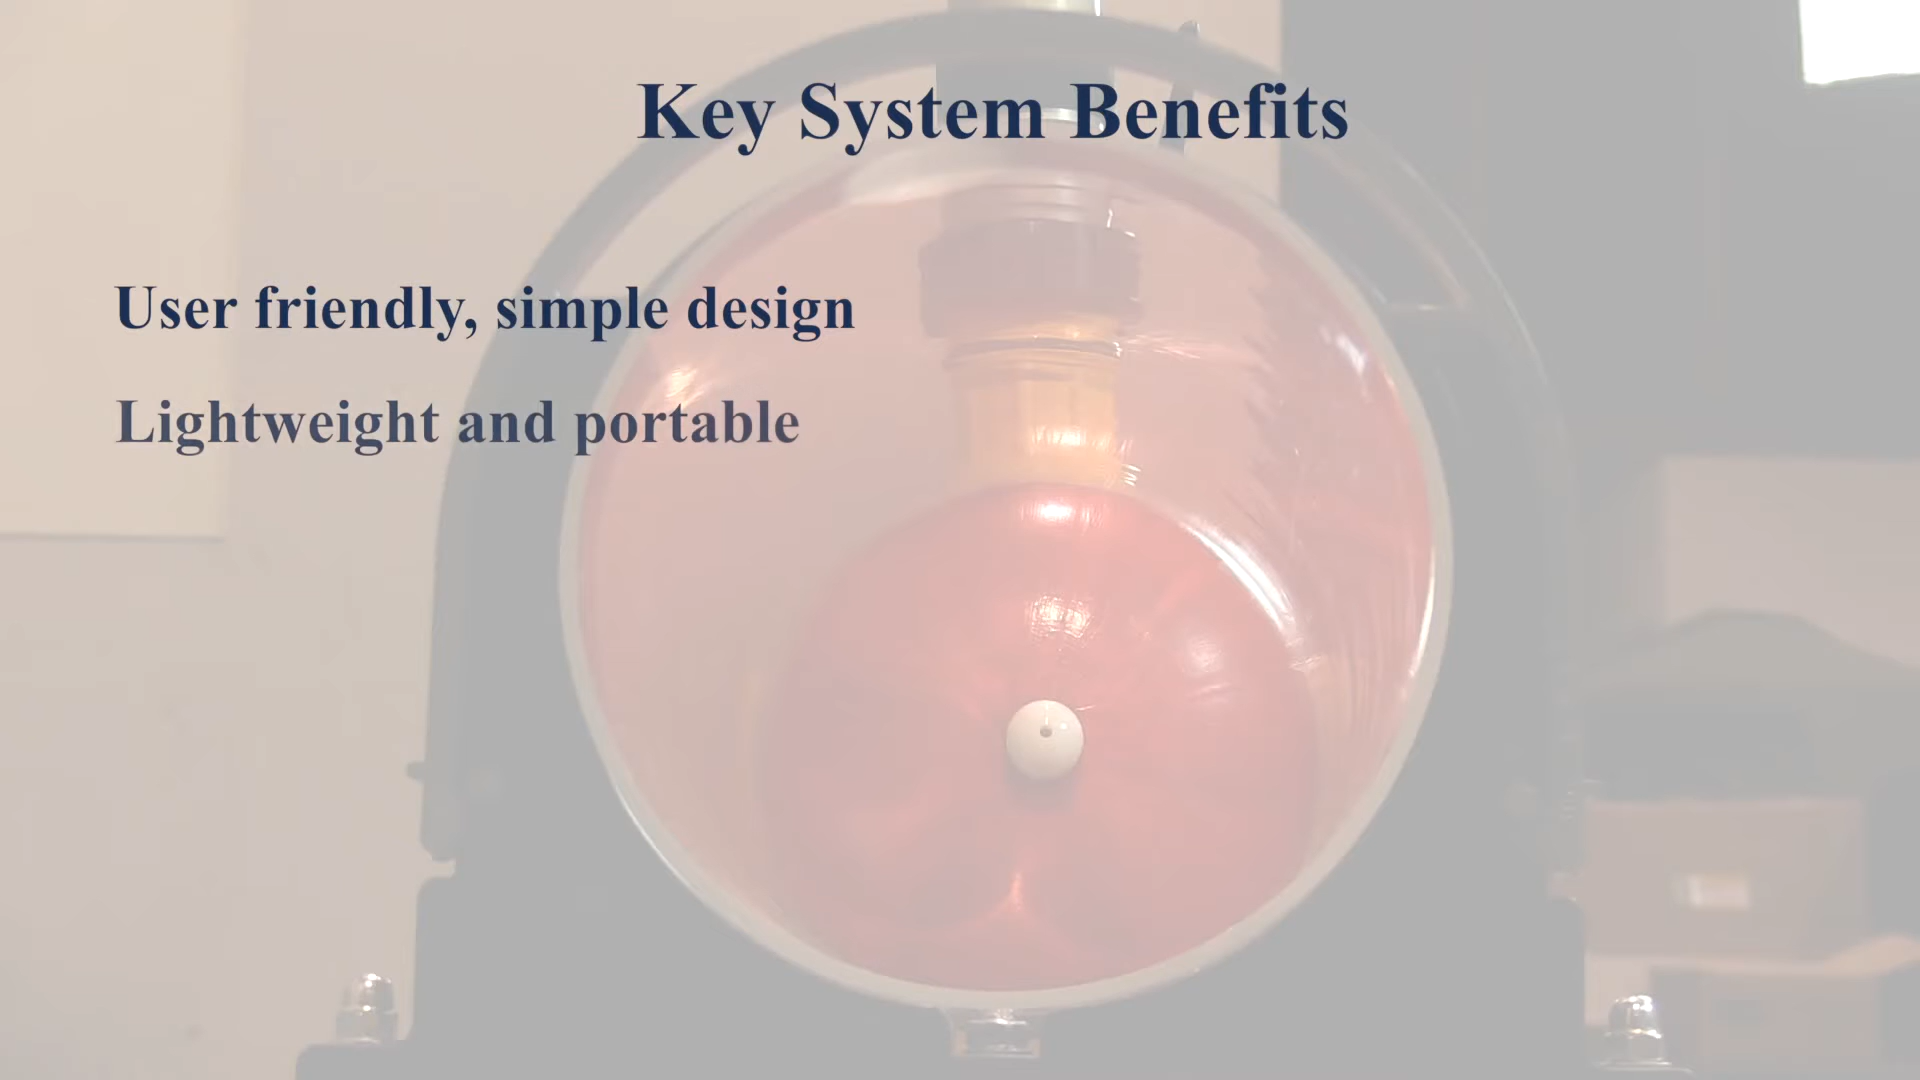 Key System Benefits
User friendly, simple design
Lightweight and portable